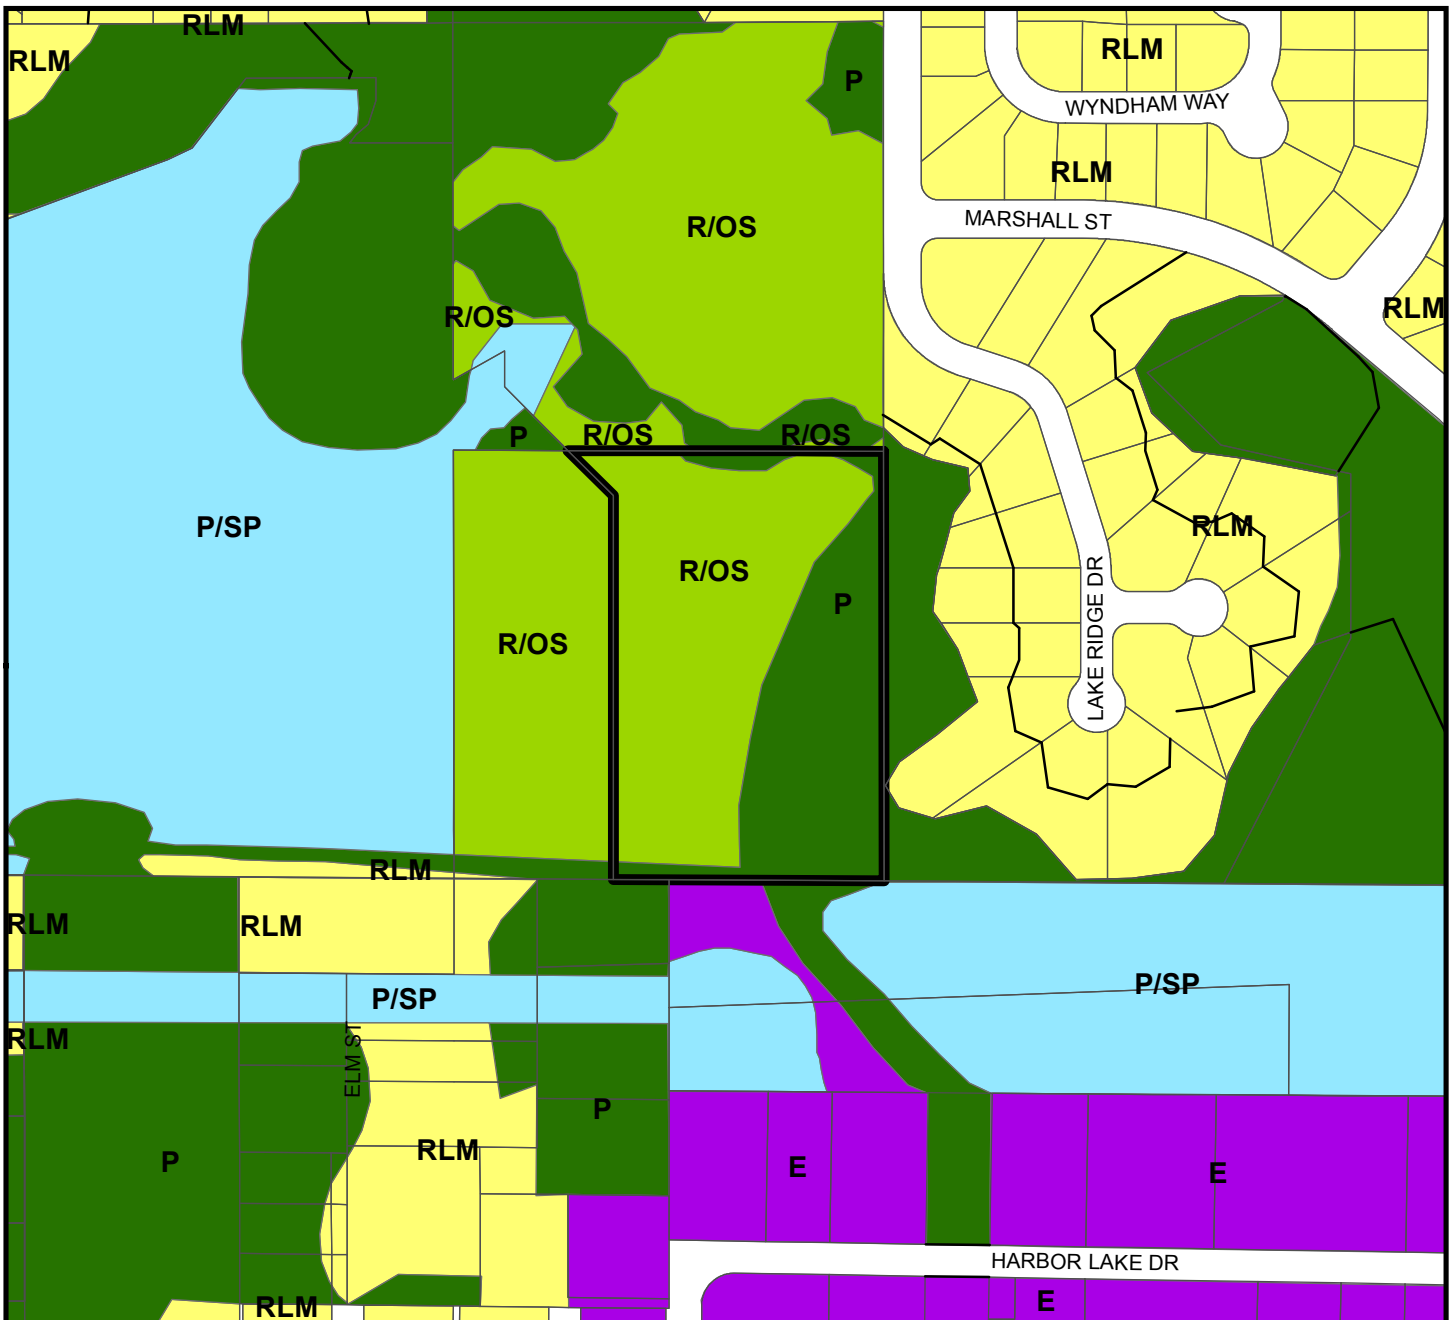 RLM
RLM
RLM
P
WYNDHAM WAY
RLM
R/OS
MARSHALL ST
R/OS
RLM
P
R/OS
R/OS
P/SP
RLM
R/OS
P
R/OS
LAKE RIDGE DR
RLM
RLM
RLM
P/SP
P/SP
RLM
ELM ST
P
RLM
P
E
E
HARBOR LAKE DR
RLM
E